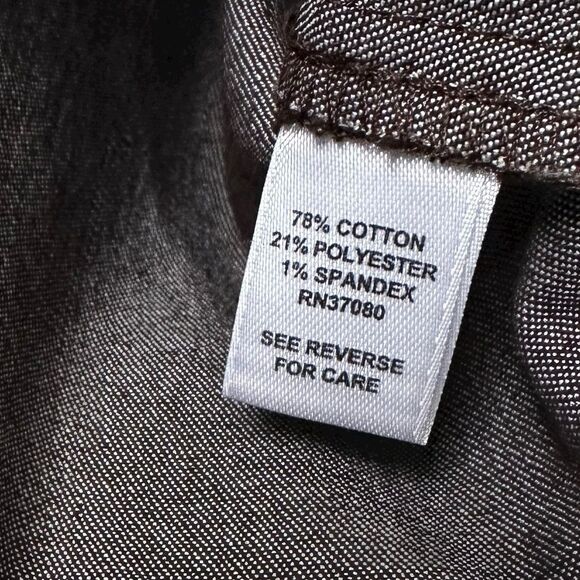 78% COTTON
21% POLYESTER
1% SPANDEX
RN37080
SEE REVERSE
FOR CARE